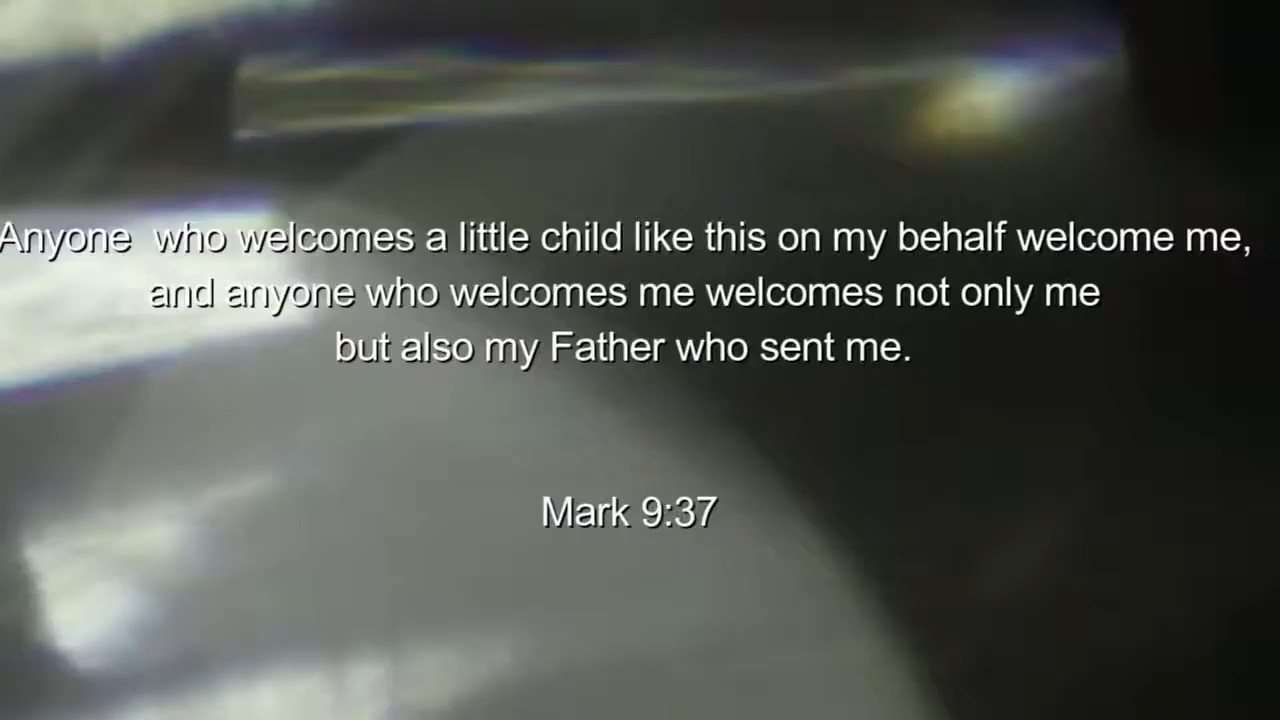 Anyone  who welcomes a little child like this on my behalf welcome me,
and anyone who welcomes me welcomes not only me
but also my Father who sent me.
Mark 9:37